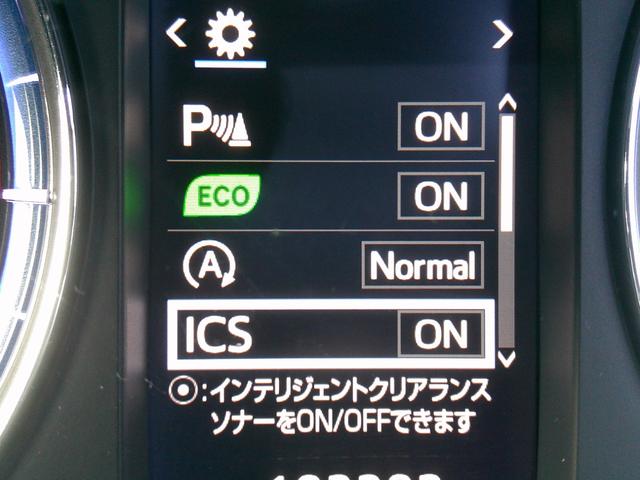 P ON
ECO ON
A Normal
ICS ON
:インテリジェントクリアランス
ソナーをON/OFFできます